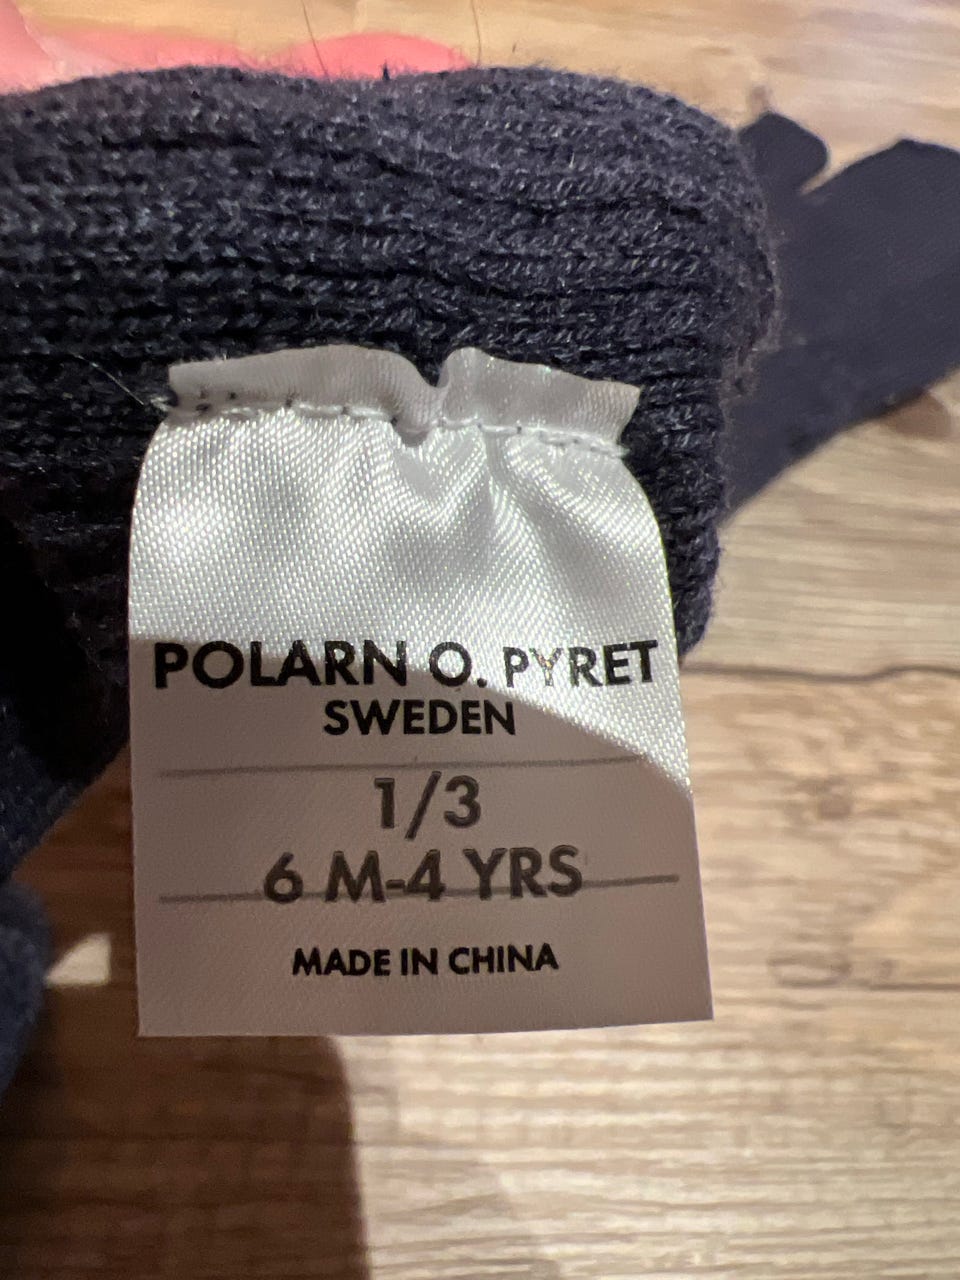 POLARN O. PYRET
SWEDEN
1/3
6 M-4 YRS
MADE IN CHINA